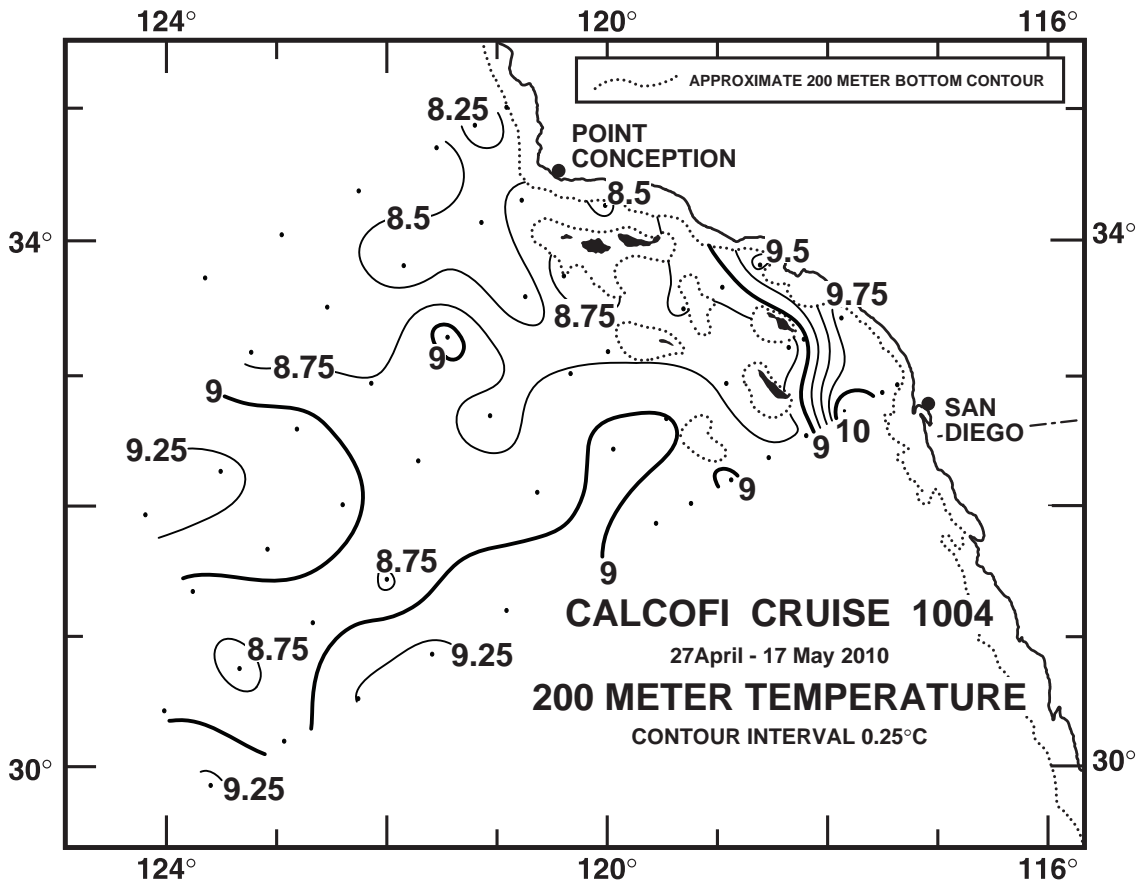 124° 120° 116°
APPROXIMATE 200 METER BOTTOM CONTOUR
8.25
POINT
CONCEPTION
8.5
8.5
34° 34°
9.5
9.75
8.75
9
8.75
9
SAN
DIEGO
10
9
9.25
9
8.75
9
CALCOFI CRUISE 1004
8.75
9.25
27April - 17 May 2010
200 METER TEMPERATURE
CONTOUR INTERVAL 0.25°C
30° 30°
9.25
124° 120° 116°